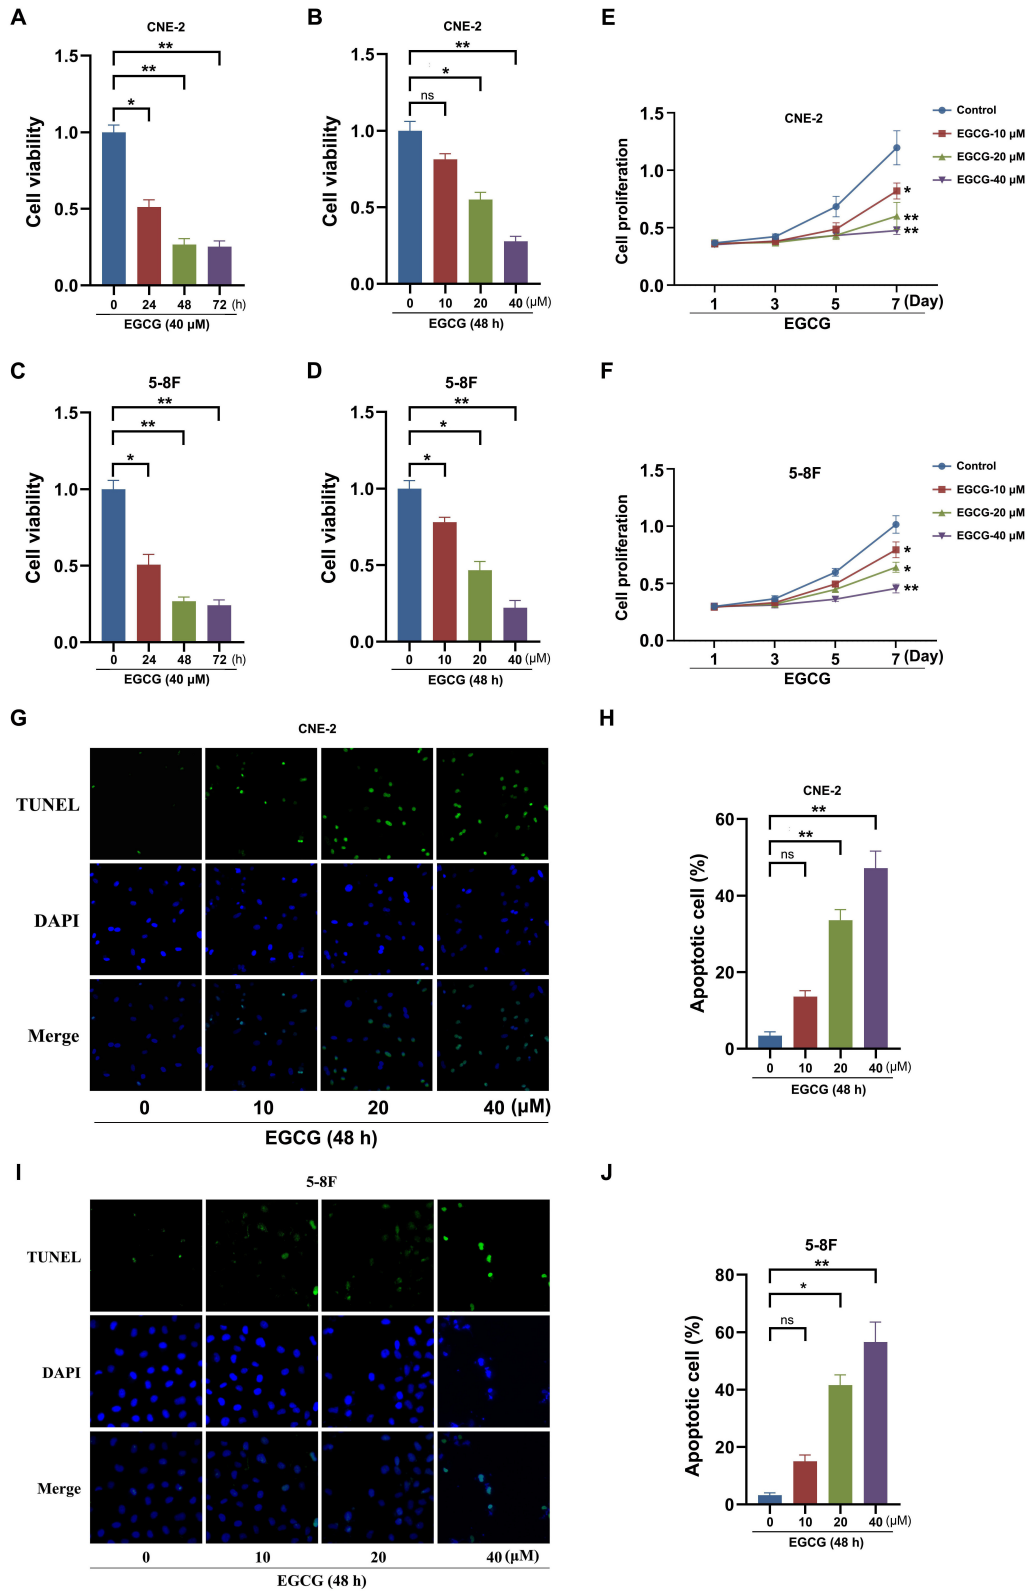 A
CNE-2
1.5
1.0
0.5
0.0
Cell viability
*
**
**
0 24 48 72 (h)
EGCG (40 μM)
B
CNE-2
1.5
1.0
0.5
0.0
Cell viability
ns
*
**
0 10 20 40 (μM)
EGCG (48 h)
E
CNE-2
1.5
1.0
0.5
0.0
Cell proliferation
Control
EGCG-10 μM
EGCG-20 μM
EGCG-40 μM
*
**
**
1 3 5 7 (Day)
EGCG
C
5-8F
1.5
1.0
0.5
0.0
Cell viability
*
**
**
0 24 48 72 (h)
EGCG (40 μM)
D
5-8F
1.5
1.0
0.5
0.0
Cell viability
*
*
**
0 10 20 40 (μM)
EGCG (48 h)
F
5-8F
1.5
1.0
0.5
0.0
Cell proliferation
Control
EGCG-10 μM
EGCG-20 μM
EGCG-40 μM
*
*
**
1 3 5 7 (Day)
EGCG
G
CNE-2
TUNEL
DAPI
Merge
0 10 20 40 (μM)
EGCG (48 h)
H
CNE-2
60
40
20
0
Apoptotic cell (%)
ns
**
**
0 10 20 40 (μM)
EGCG (48 h)
I
5-8F
TUNEL
DAPI
Merge
0 10 20 40 (μM)
EGCG (48 h)
J
5-8F
80
60
40
20
0
Apoptotic cell (%)
ns
*
**
0 10 20 40 (μM)
EGCG (48 h)